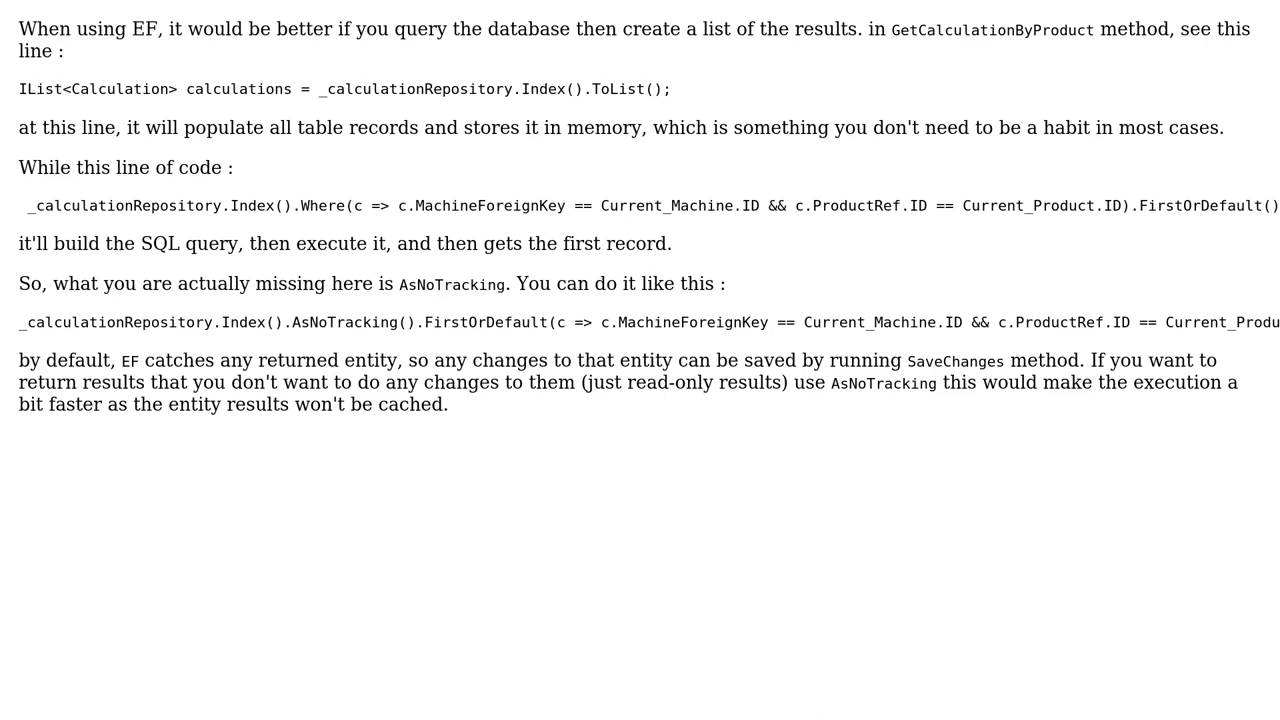 When using EF, it would be better if you query the database then create a list of the results. in GetCalculationByProduct method, see this
line :
IList<Calculation> calculations = _calculationRepository.Index().ToList();
at this line, it will populate all table records and stores it in memory, which is something you don't need to be a habit in most cases.
While this line of code :
_calculationRepository.Index().Where(c => c.MachineForeignKey == Current_Machine.ID && c.ProductRef.ID == Current_Product.ID).FirstOrDefault()
it'll build the SQL query, then execute it, and then gets the first record.
So, what you are actually missing here is AsNoTracking. You can do it like this :
_calculationRepository.Index().AsNoTracking().FirstOrDefault(c => c.MachineForeignKey == Current_Machine.ID && c.ProductRef.ID == Current_Produ
by default, EF catches any returned entity, so any changes to that entity can be saved by running SaveChanges method. If you want to
return results that you don't want to do any changes to them (just read-only results) use AsNoTracking this would make the execution a
bit faster as the entity results won't be cached.